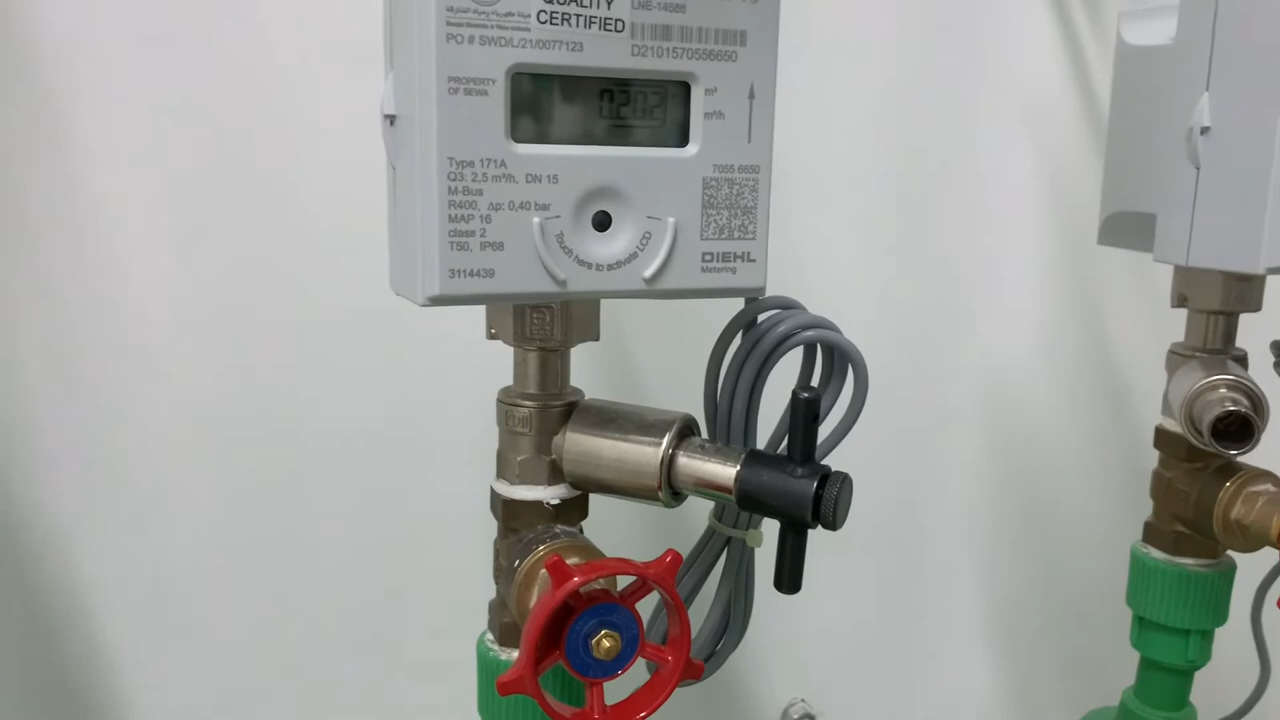 QUALITY
CERTIFIED
LNE-14586
PO # SWD/L/21/0077123
D2101570556650
PROPERTY
OF SEWA
0.202
m³
m³/h
Type 171A
Q3: 2,5 m³/h, DN 15
M-Bus
R400, Δp: 0,40 bar
MAP 16
class 2
T50, IP68
3114439
7055 6650
Touch here to activate LCD
DIEHL
Metering